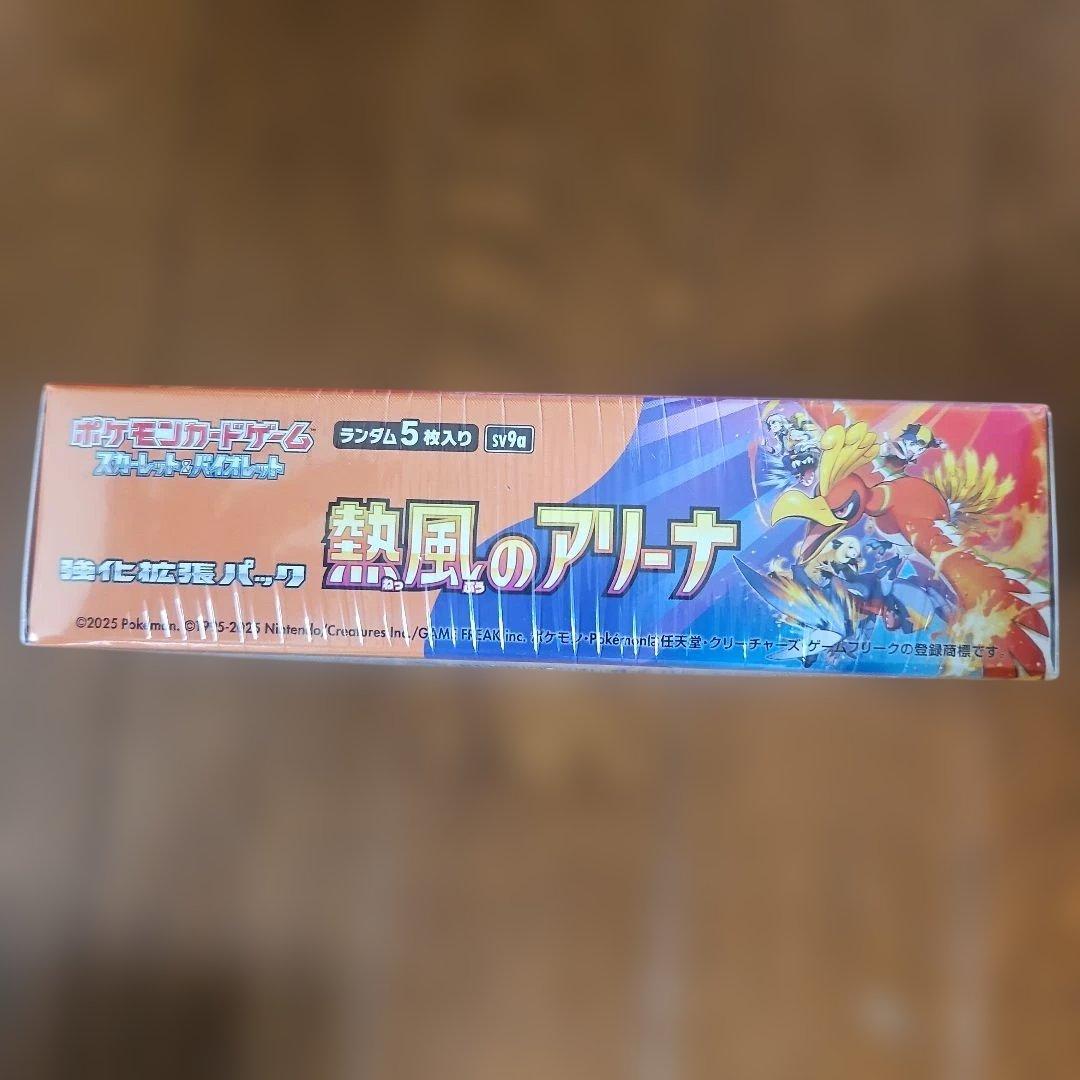 ポケモンカードゲーム
スカーレット&バイオレット
ランダム5枚入り
sv9a
強化拡張パック
熱風のアリーナ
ねっ ぷう
©2025 Pokémon. ©1995-2025 Nintendo/Creatures Inc./GAME FREAK inc. ポケモン・Pokémonは任天堂・クリーチャーズ・ゲームフリークの登録商標です。